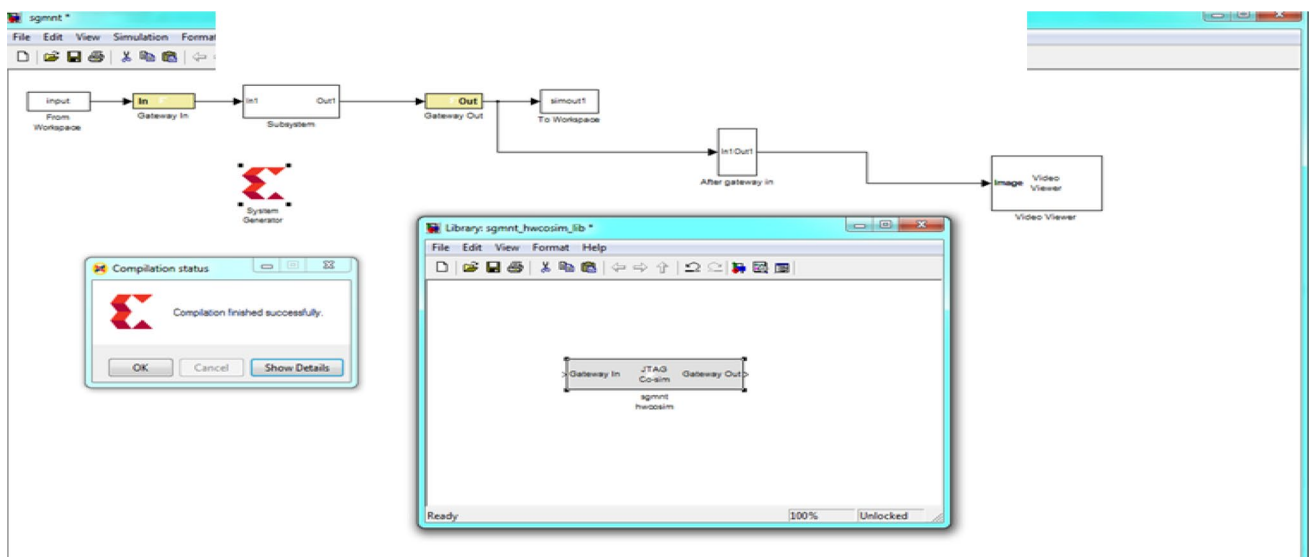 sgmnt *
File Edit View Simulation Format
input
From
Workspace
In
Gateway In
In1 Out1
Subsystem
Out
Gateway Out
simout1
To Workspace
In1 Out1
After gateway in
Image
Video
Viewer
Video Viewer
System
Generator
Compilation status
Compilation finished successfully.
OK Cancel Show Details
Library: sgmnt_hwcosim_lib *
File Edit View Format Help
Gateway In
JTAG
Co-sim
Gateway Out
sgmnt
hwcosim
Ready 100% Unlocked